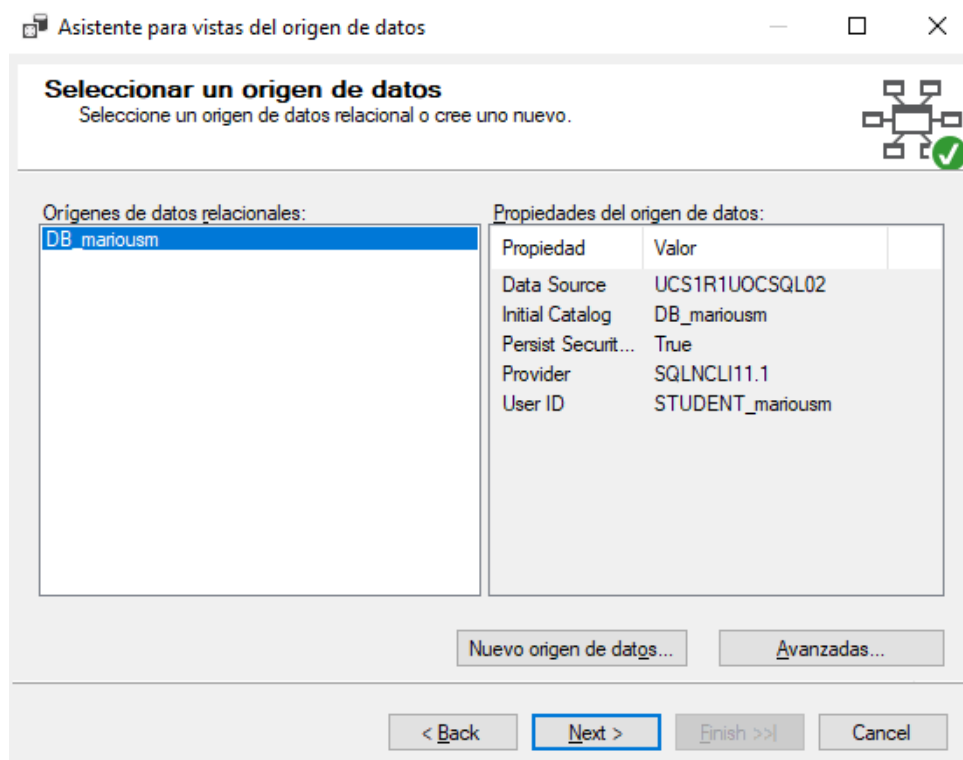 Asistente para vistas del origen de datos
Seleccionar un origen de datos
Seleccione un origen de datos relacional o cree uno nuevo.
Orígenes de datos relacionales:
DB_mariousm
Propiedades del origen de datos:
Propiedad Valor
Data Source UCS1R1UOCSQL02
Initial Catalog DB_mariousm
Persist Securit... True
Provider SQLNCLI11.1
User ID STUDENT_mariousm
Nuevo origen de datos... Avanzadas...
< Back Next > Finish >>| Cancel